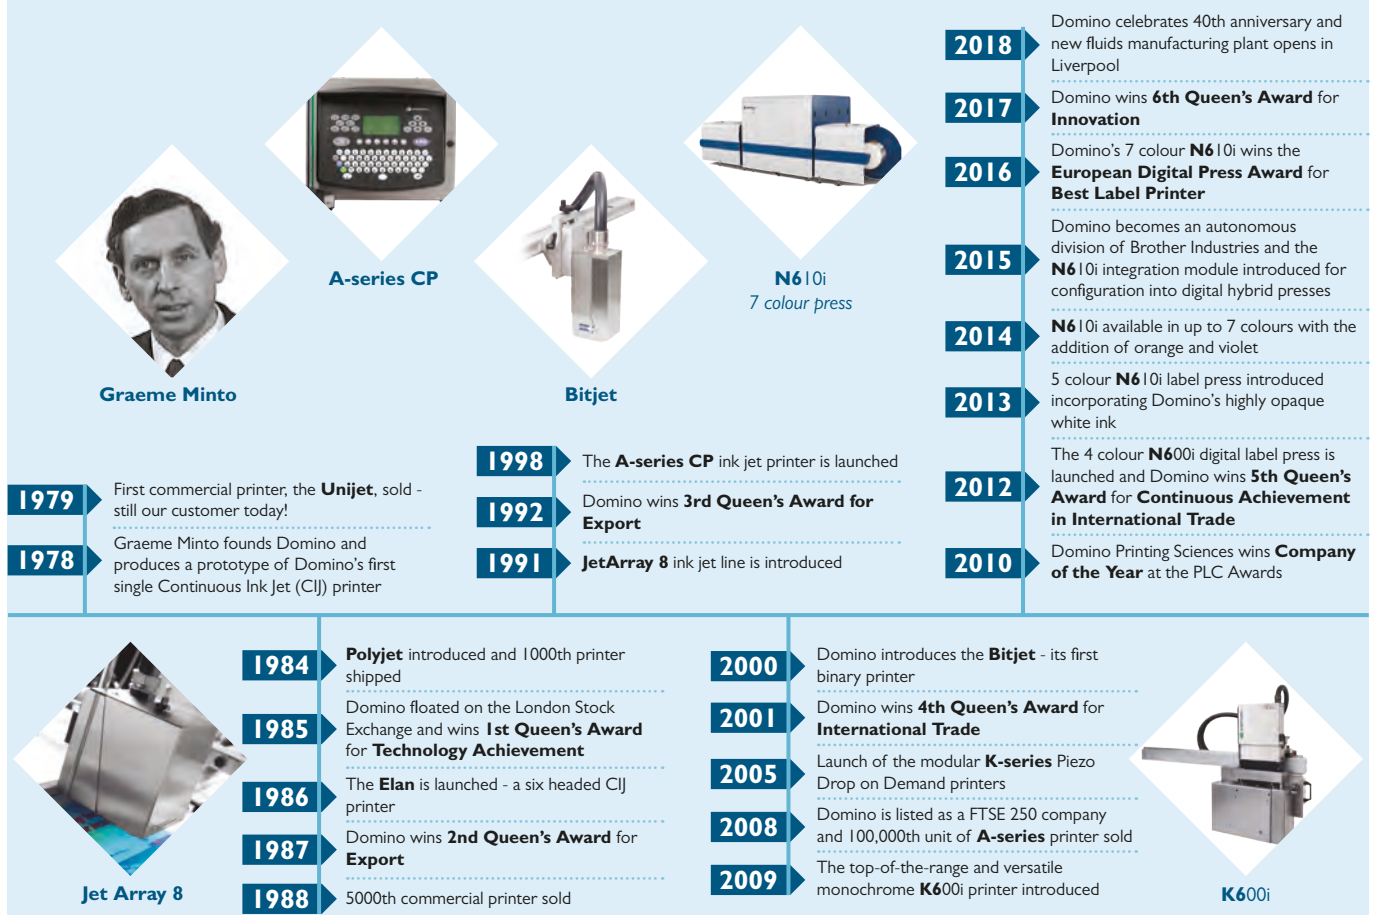 A-series CP
Graeme Minto
Bitjet
N610i
7 colour press
1979
First commercial printer, the Unijet, sold -
still our customer today!
1978
Graeme Minto founds Domino and
produces a prototype of Domino's first
single Continuous Ink Jet (CIJ) printer
1998
The A-series CP ink jet printer is launched
1992
Domino wins 3rd Queen's Award for
Export
1991
JetArray 8 ink jet line is introduced
2018
Domino celebrates 40th anniversary and
new fluids manufacturing plant opens in
Liverpool
2017
Domino wins 6th Queen's Award for
Innovation
2016
Domino's 7 colour N610i wins the
European Digital Press Award for
Best Label Printer
2015
Domino becomes an autonomous
division of Brother Industries and the
N610i integration module introduced for
configuration into digital hybrid presses
2014
N610i available in up to 7 colours with the
addition of orange and violet
2013
5 colour N610i label press introduced
incorporating Domino's highly opaque
white ink
2012
The 4 colour N600i digital label press is
launched and Domino wins 5th Queen's
Award for Continuous Achievement
in International Trade
2010
Domino Printing Sciences wins Company
of the Year at the PLC Awards
Jet Array 8
1984
Polyjet introduced and 1000th printer
shipped
1985
Domino floated on the London Stock
Exchange and wins 1st Queen's Award
for Technology Achievement
1986
The Elan is launched - a six headed CIJ
printer
1987
Domino wins 2nd Queen's Award for
Export
1988
5000th commercial printer sold
2000
Domino introduces the Bitjet - its first
binary printer
2001
Domino wins 4th Queen's Award for
International Trade
2005
Launch of the modular K-series Piezo
Drop on Demand printers
2008
Domino is listed as a FTSE 250 company
and 100,000th unit of A-series printer sold
2009
The top-of-the-range and versatile
monochrome K600i printer introduced
K600i